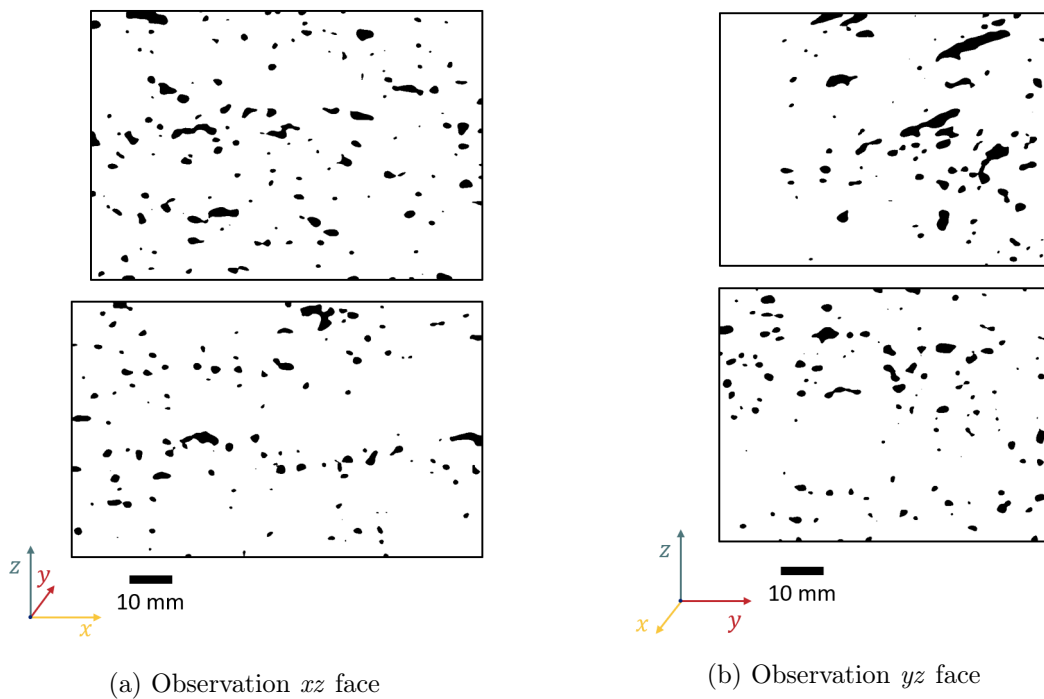 z
y
x
10 mm
(a) Observation xz face
z
y
x
10 mm
(b) Observation yz face